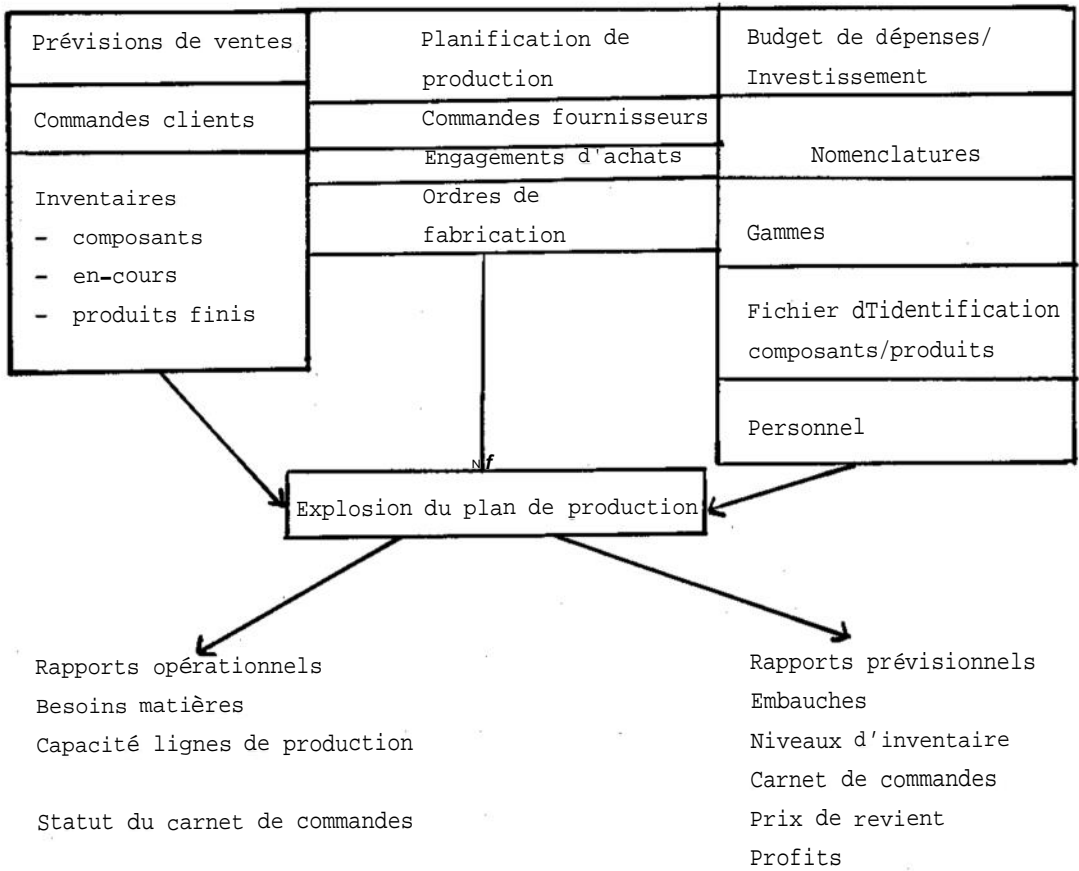 Prévisions de ventes
Commandes clients
Inventaires
- composants
- en-cours
- produits finis
Planification de
production
Commandes fournisseurs
Engagements d'achats
Ordres de
fabrication
Budget de dépenses/
Investissement
Nomenclatures
Gammes
Fichier dTidentification
composants/produits
Personnel
N f
Explosion du plan de production
Rapports opérationnels
Besoins matières
Capacité lignes de production
Statut du carnet de commandes
Rapports prévisionnels
Embauches
Niveaux d'inventaire
Carnet de commandes
Prix de revient
Profits